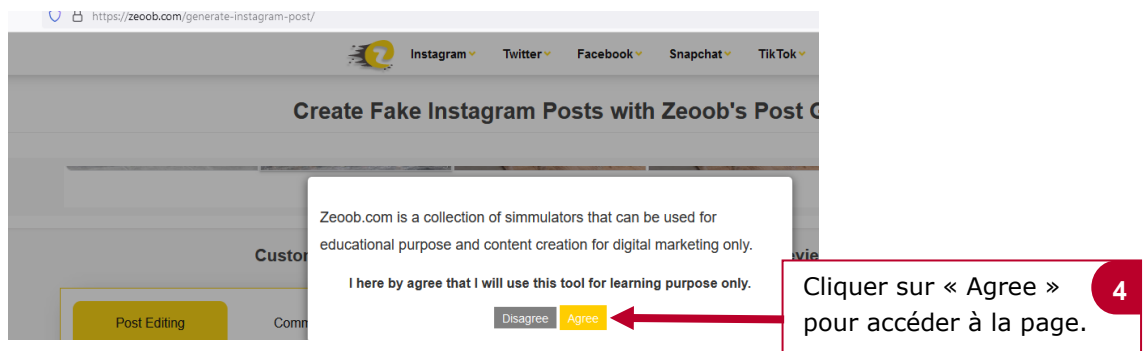 https://zeoob.com/generate-instagram-post/
Instagram Twitter Facebook Snapchat TikTok
Create Fake Instagram Posts with Zeoob's Post
Zeoob.com is a collection of simmulators that can be used for
educational purpose and content creation for digital marketing only.
I here by agree that I will use this tool for learning purpose only.
Disagree Agree
Post Editing
Cliquer sur « Agree »
pour accéder à la page.
4